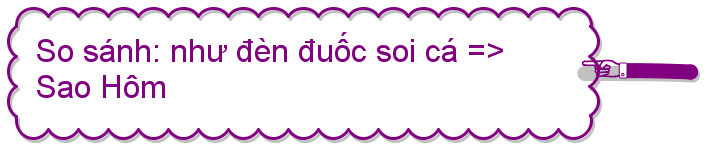 So sánh: như đèn đuốc soi cá =>
Sao Hôm